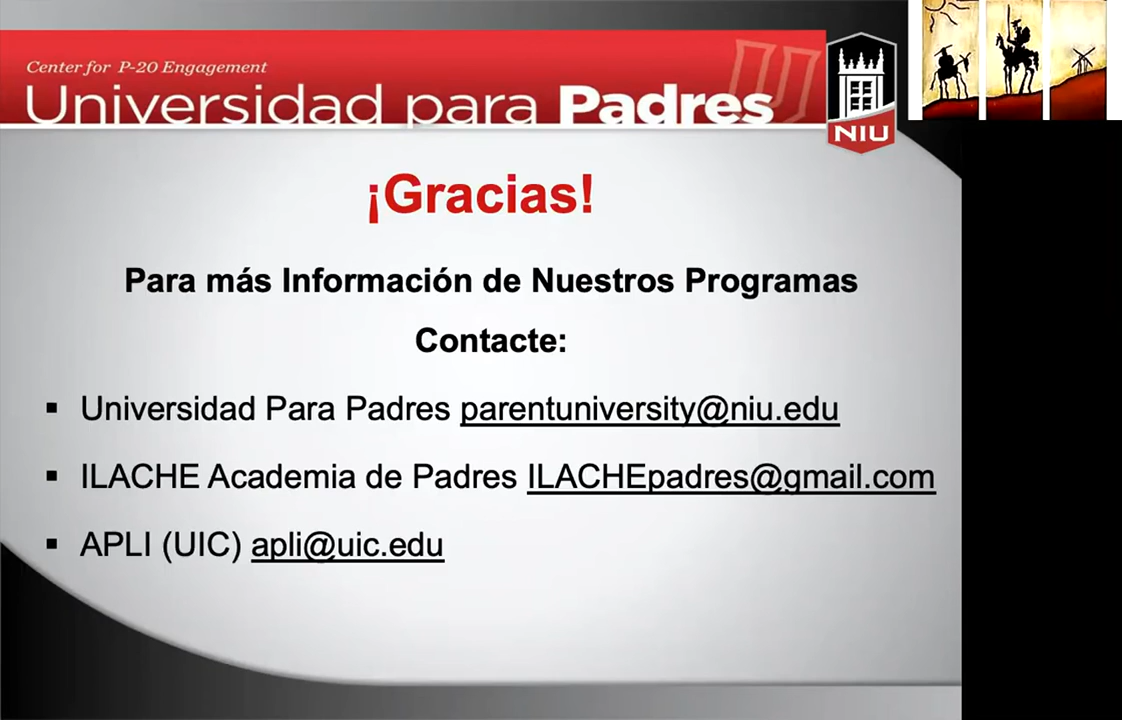 Center for P-20 Engagement
Universidad para Padres
NIU
¡Gracias!
Para más Información de Nuestros Programas
Contacte:
▪ Universidad Para Padres parentuniversity@niu.edu
▪ ILACHE Academia de Padres ILACHEpadres@gmail.com
▪ APLI (UIC) apli@uic.edu